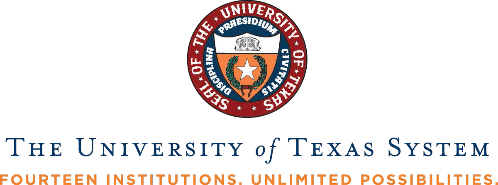 SEAL OF THE UNIVERSITY OF TEXAS
PRAESIDIUM
DISCIPLINA
CIVITATIS
THE UNIVERSITY of TEXAS SYSTEM
FOURTEEN INSTITUTIONS. UNLIMITED POSSIBILITIES.